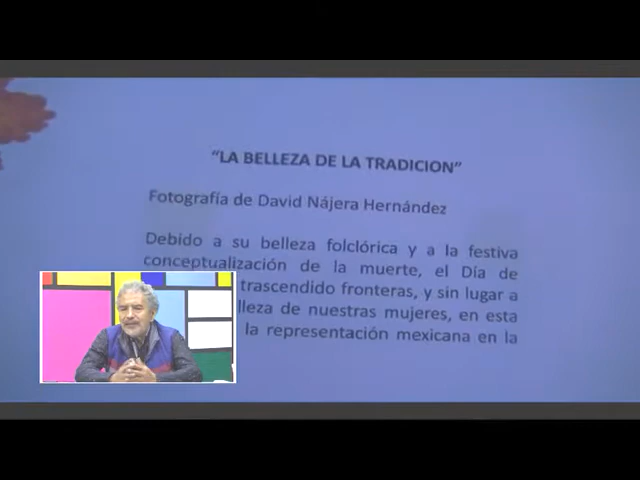 “LA BELLEZA DE LA TRADICION”
Fotografía de David Nájera Hernández
Debido a su belleza folclórica y a la festiva
conceptualización de la muerte, el Día de
trascendido fronteras, y sin lugar a
nuestras mujeres, en esta
la representación mexicana en la